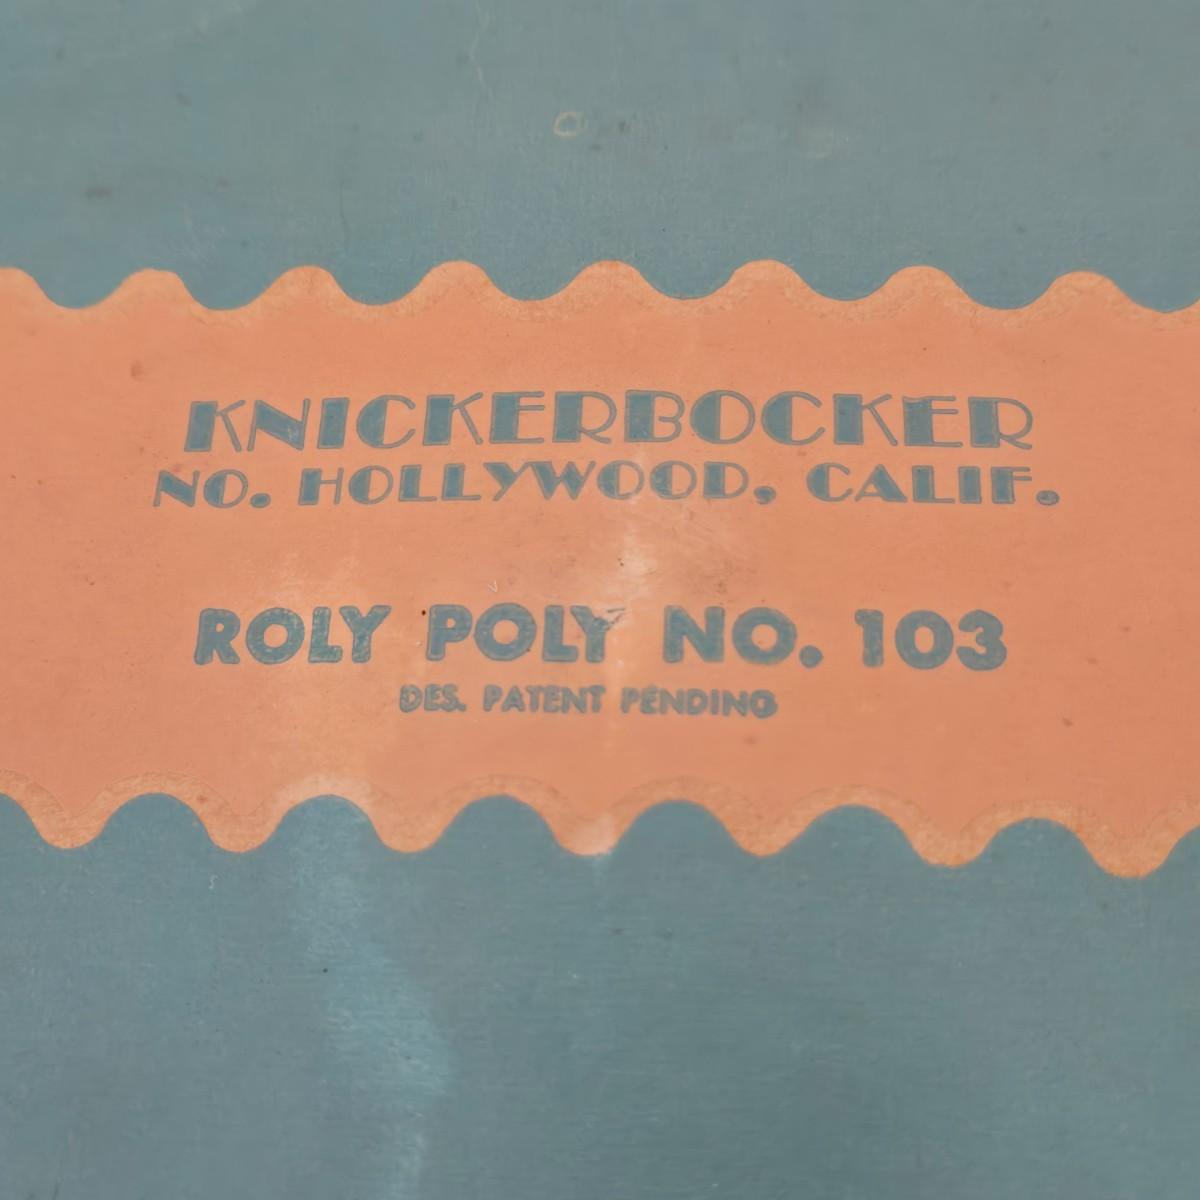 KNICKERBOCKER
NO. HOLLYWOOD, CALIF.
ROLY POLY NO. 103
DES. PATENT PENDING